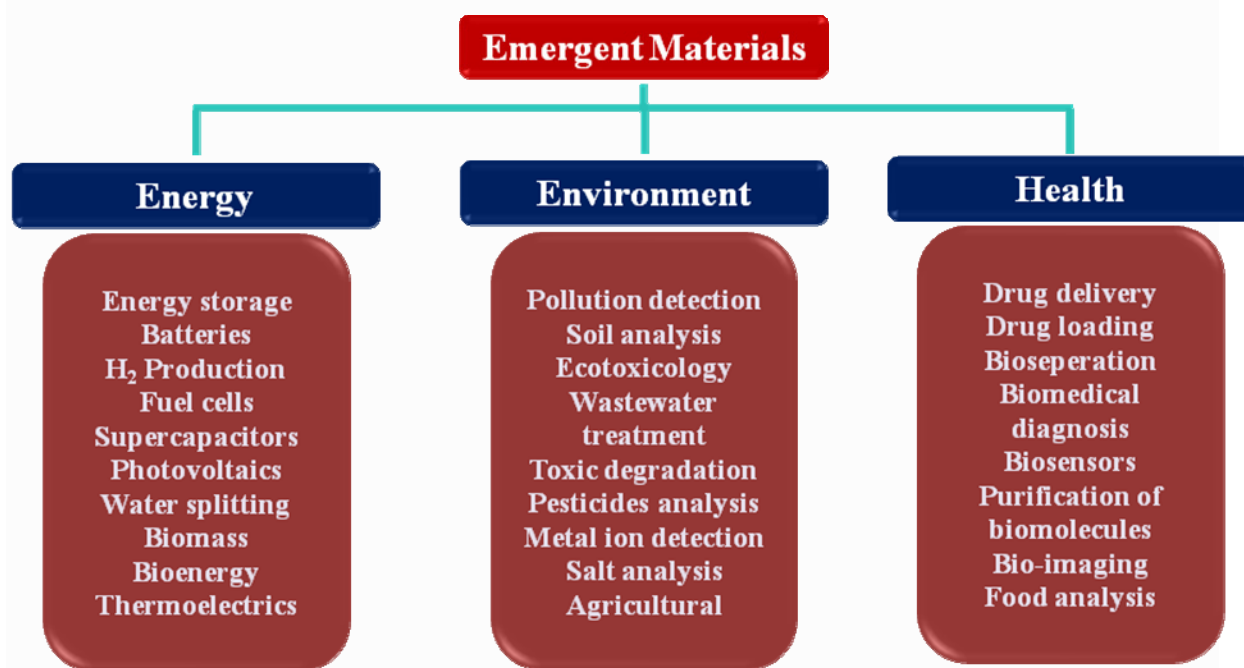 Emergent Materials
Energy
Energy storage
Batteries
H₂ Production
Fuel cells
Supercapacitors
Photovoltaics
Water splitting
Biomass
Bioenergy
Thermoelectrics
Environment
Pollution detection
Soil analysis
Ecotoxicology
Wastewater
treatment
Toxic degradation
Pesticides analysis
Metal ion detection
Salt analysis
Agricultural
Health
Drug delivery
Drug loading
Bioseperation
Biomedical
diagnosis
Biosensors
Purification of
biomolecules
Bio-imaging
Food analysis